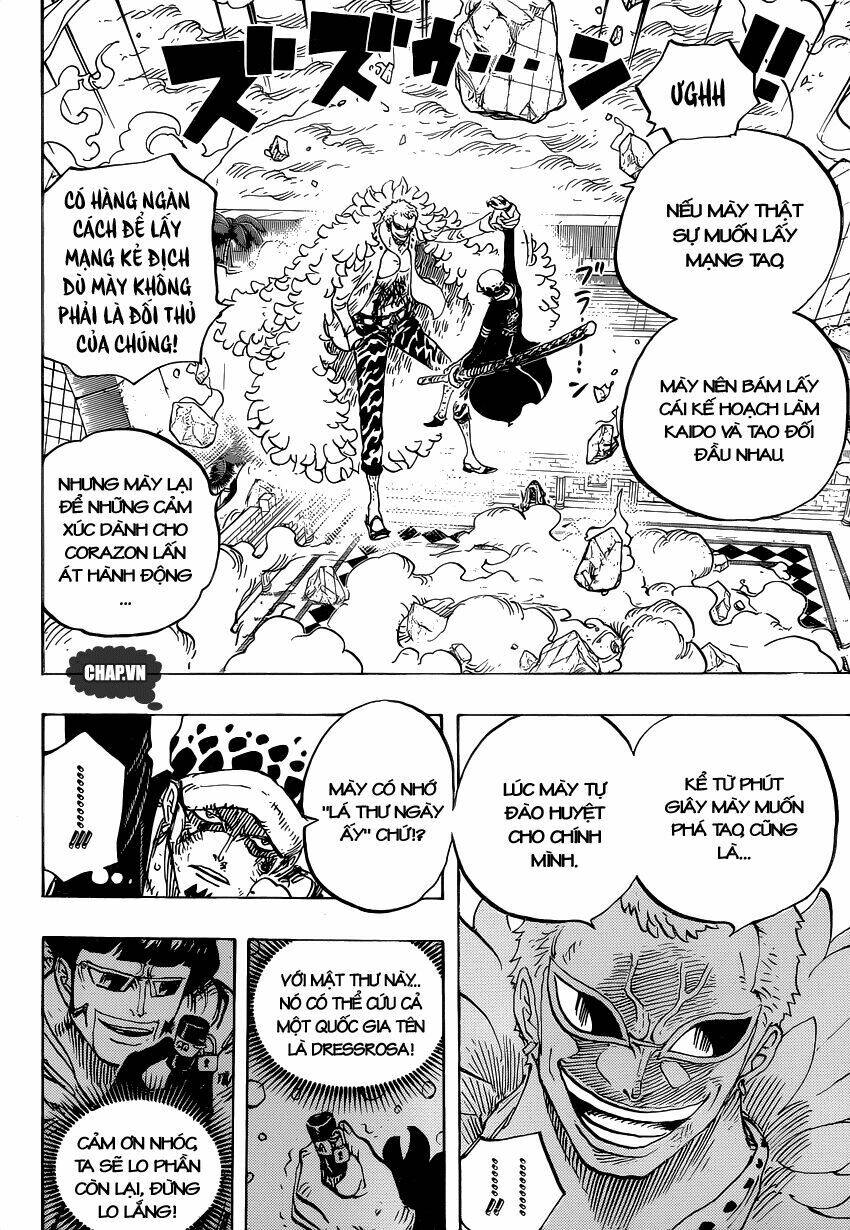 ズズゥ…ン!!
ƯGHH
NẾU MÀY THẬT
SỰ MUỐN LẤY
MẠNG TAO,
MÀY NÊN BÁM LẤY
CÁI KẾ HOẠCH LÀM
KAIDO VÀ TAO ĐỐI
ĐẦU NHAU.
CÓ HÀNG NGÀN
CÁCH ĐỂ LẤY
MẠNG KẺ ĐỊCH
DÙ MÀY KHÔNG
PHẢI LÀ ĐỐI THỦ
CỦA CHÚNG!
NHƯNG MÀY LẠI
ĐỂ NHỮNG CẢM
XÚC DÀNH CHO
CORAZON LẤN
ÁT HÀNH ĐỘNG
...
CHAP.VN
KỂ TỪ PHÚT
GIÂY MÀY MUỐN
PHÁ TAO, CŨNG
LÀ...
LÚC MÀY TỰ
ĐÀO HUYỆT
CHO CHÍNH
MÌNH.
MÀY CÓ NHỚ
"LÁ THƯ NGÀY
ẤY" CHỨ!?
.........!!!
.........!!
VỚI MẬT THƯ NÀY..
NÓ CÓ THỂ CỨU CẢ
MỘT QUỐC GIA TÊN
LÀ DRESSROSA!
CẢM ƠN NHÓC,
TA SẼ LO PHẦN
CÒN LẠI, ĐỪNG
LO LẮNG!